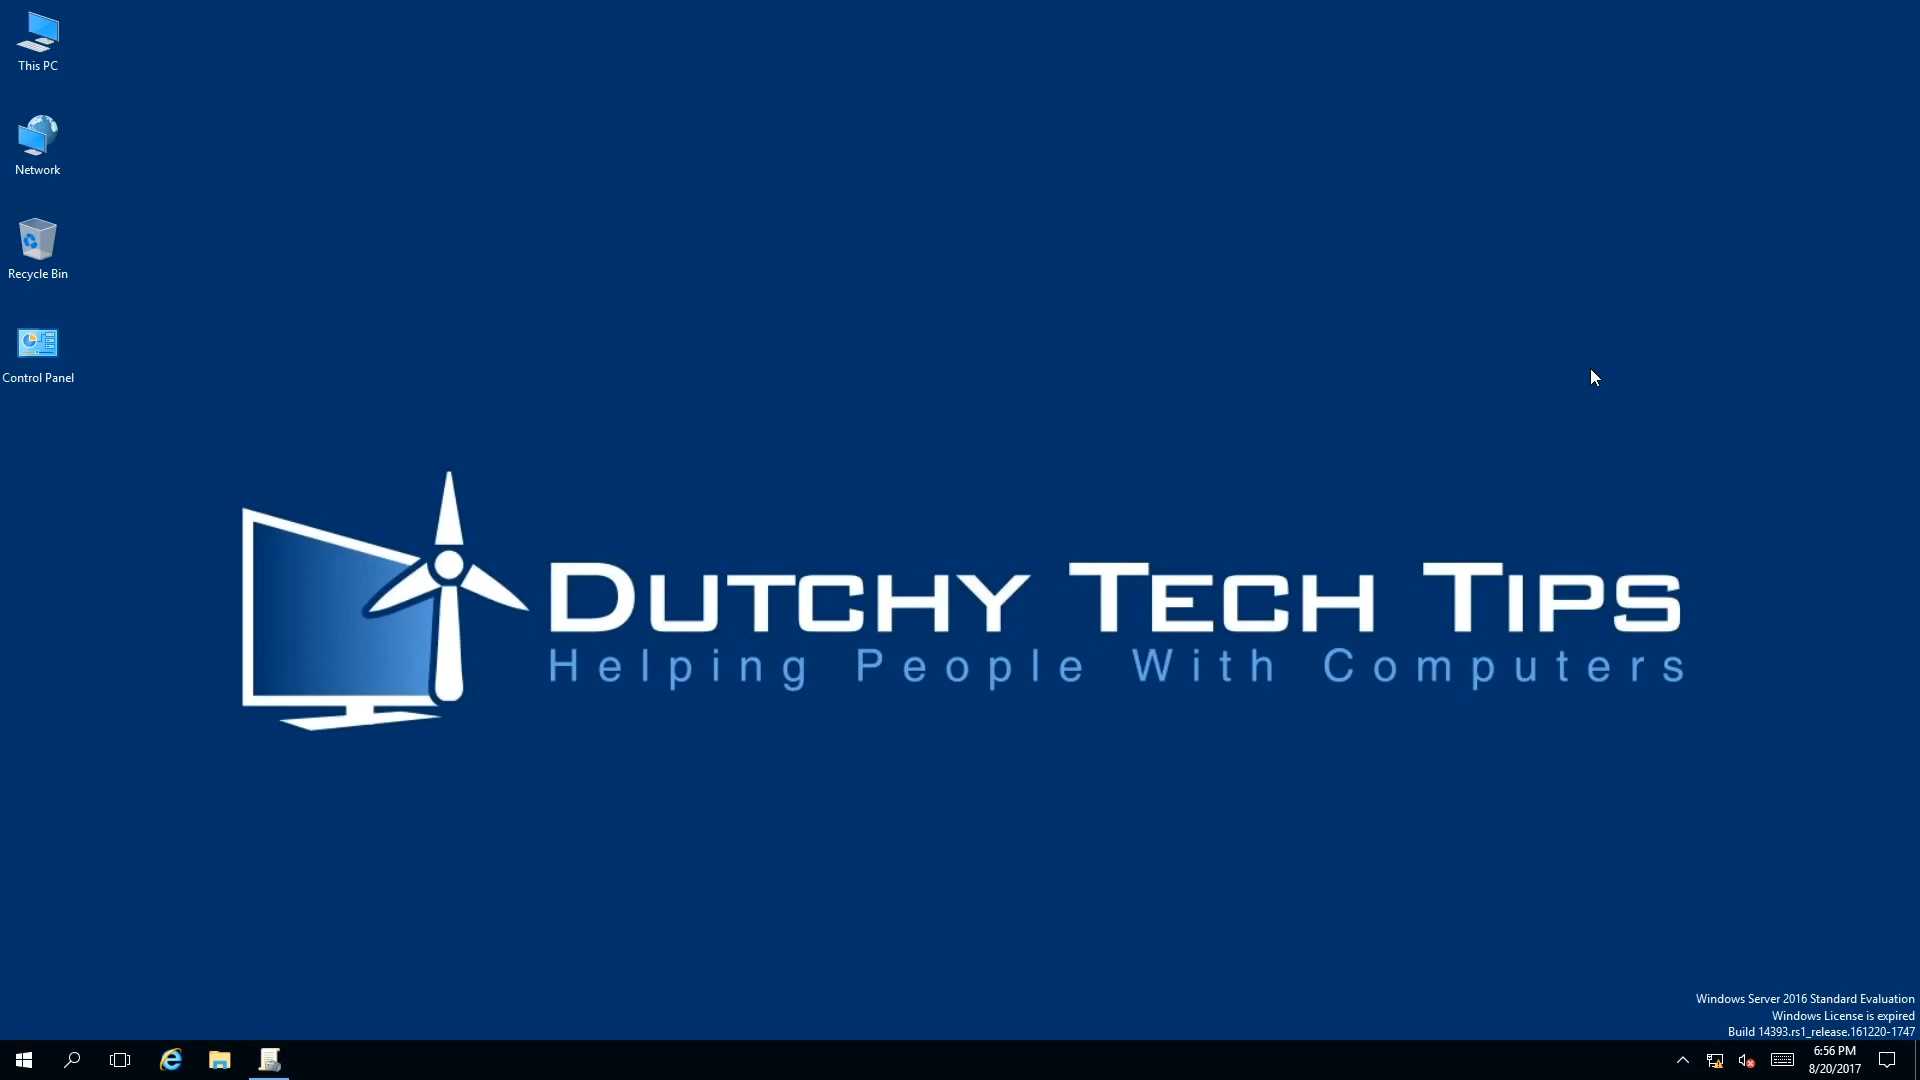 This PC
Network
Recycle Bin
Control Panel
DUTCHY TECH TIPS
Helping People With Computers
Windows Server 2016 Standard Evaluation
Windows License is expired
Build 14393.rs1_release.161220-1747
6:56 PM
8/20/2017